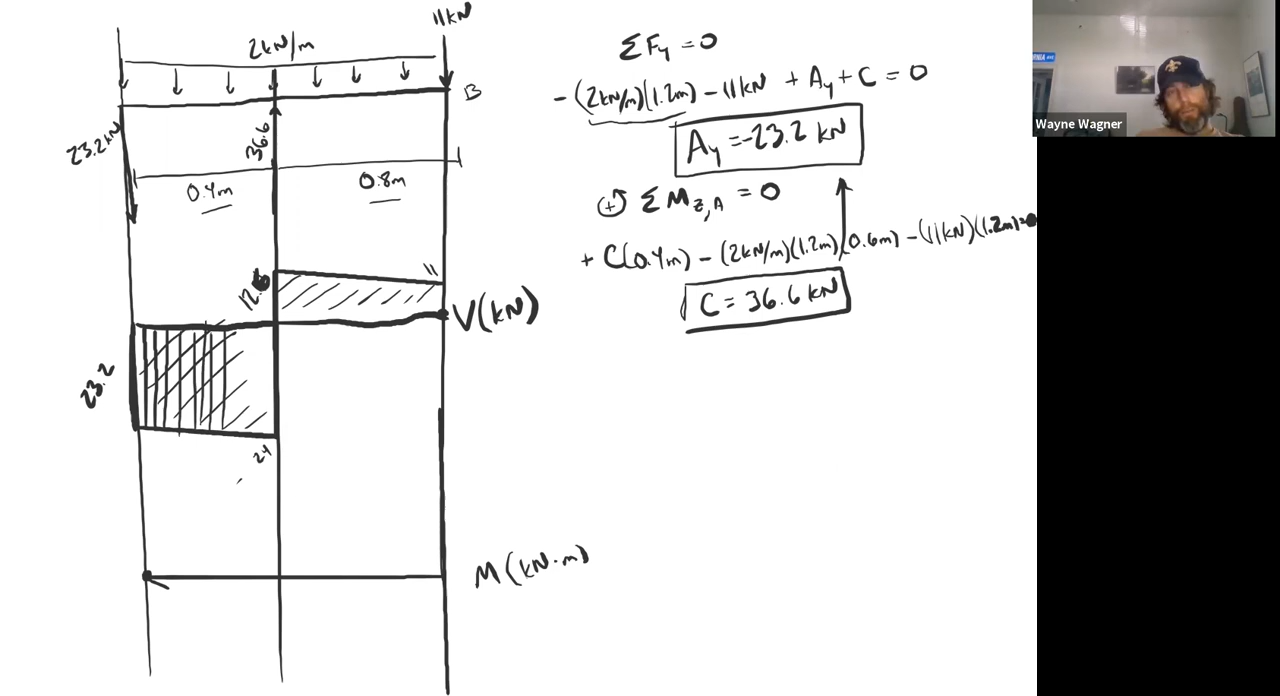 11kN
2kN/m
B
23.2kN
36.6
0.4m
0.8m
12.6
11
V(kN)
23.2
24
M(kN·m)
ΣFy = 0
-(2kN/m)(1.2m) - 11kN + Ay + C = 0
Ay = -23.2 kN
(+) ΣMz,A = 0
+ C(0.4m) - (2kN/m)(1.2m)(0.6m) - (11kN)(1.2m)=0
C = 36.6 kN
Wayne Wagner